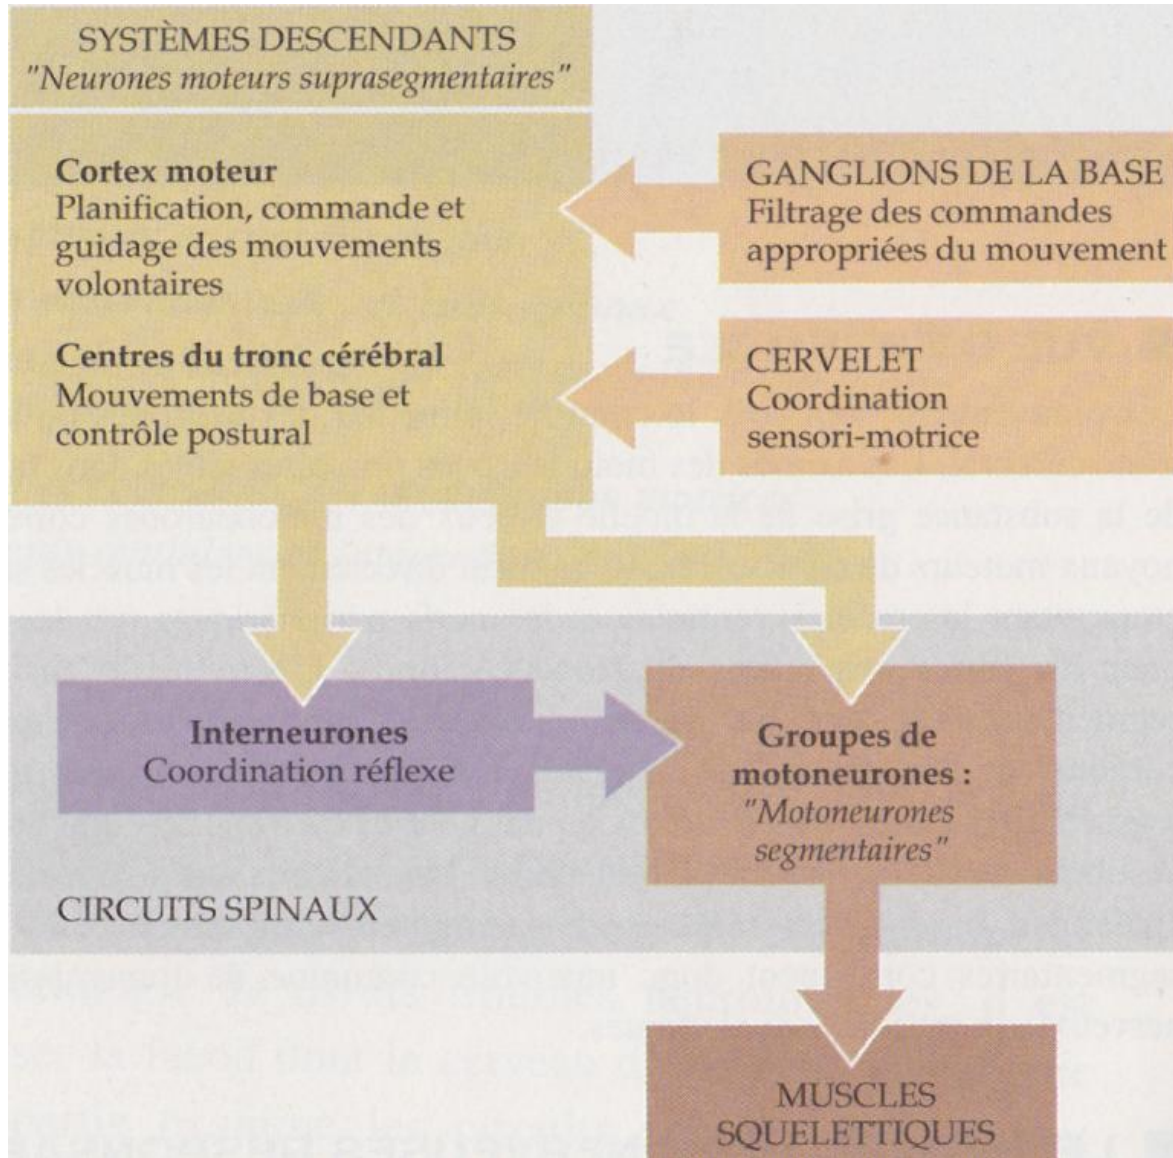 SYSTÈMES DESCENDANTS
"Neurones moteurs suprasegmentaires"
Cortex moteur
Planification, commande et
guidage des mouvements
volontaires
Centres du tronc cérébral
Mouvements de base et
contrôle postural
GANGLIONS DE LA BASE
Filtrage des commandes
appropriées du mouvement
CERVELET
Coordination
sensori-motrice
Interneurones
Coordination réflexe
Groupes de
motoneurones :
"Motoneurones
segmentaires"
CIRCUITS SPINAUX
MUSCLES
SQUELETTIQUES